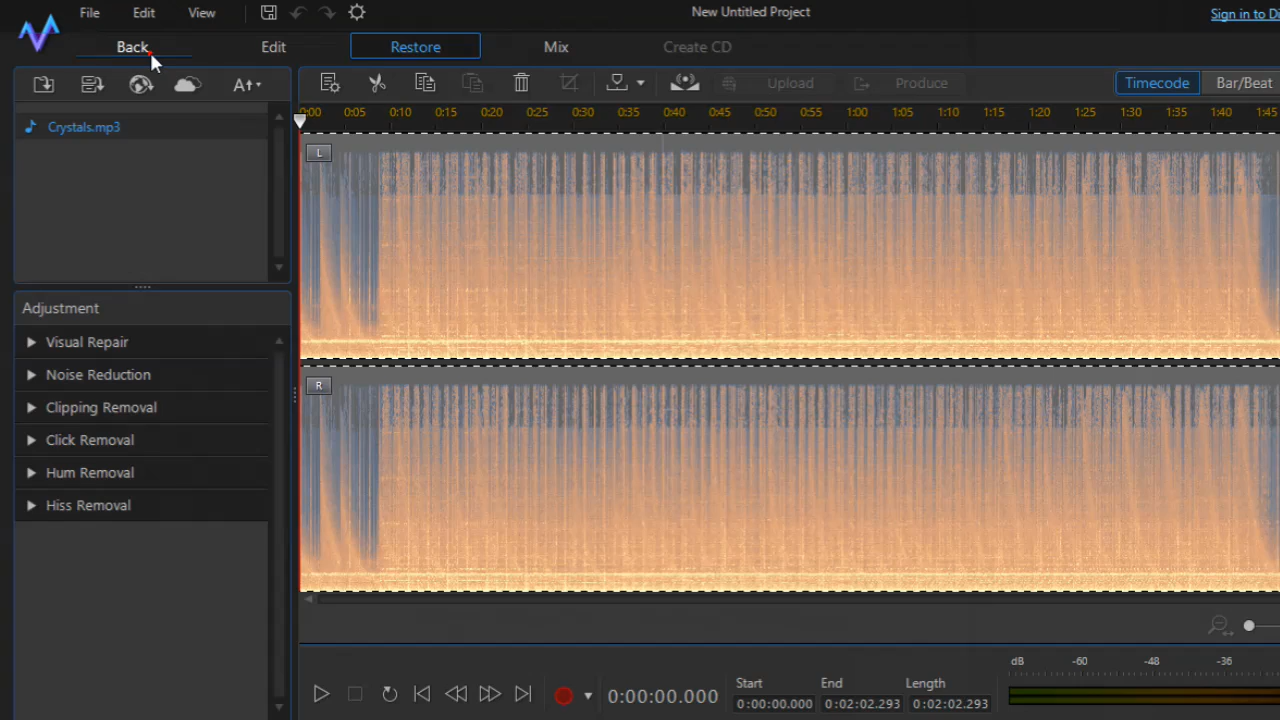 File Edit View New Untitled Project Sign in to Di
Back Edit Restore Mix Create CD
A Upload Produce Timecode Bar/Beat
0:00 0:05 0:10 0:15 0:20 0:25 0:30 0:35 0:40 0:45 0:50 0:55 1:00 1:05 1:10 1:15 1:20 1:25 1:30 1:35 1:40 1:45
Crystals.mp3
L
Adjustment
Visual Repair
Noise Reduction
R
Clipping Removal
Click Removal
Hum Removal
Hiss Removal
dB -60 -48 -36
Start End Length
0:00:00.000
0:00:00.000 0:02:02.293 0:02:02.293